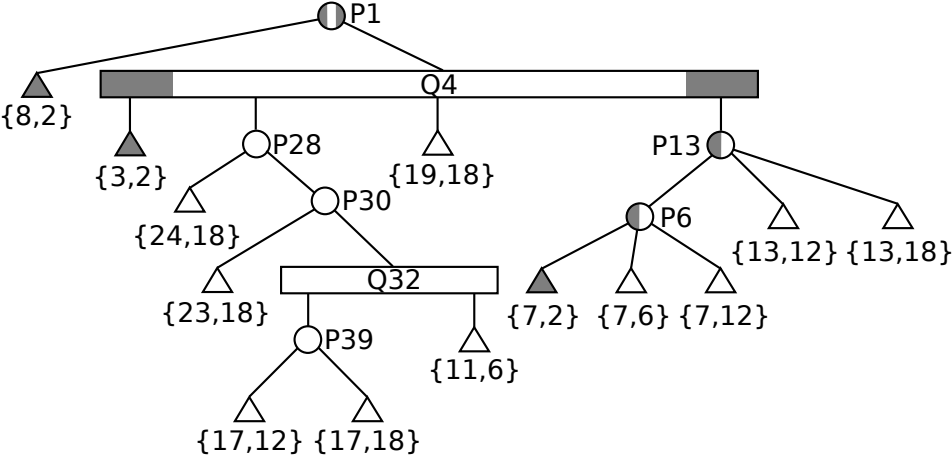 P1
Q4
{8,2}
P28
P13
{3,2}
{19,18}
P30
P6
{24,18}
{13,12}
{13,18}
Q32
{23,18}
{7,2}
{7,6}
{7,12}
P39
{11,6}
{17,12}
{17,18}